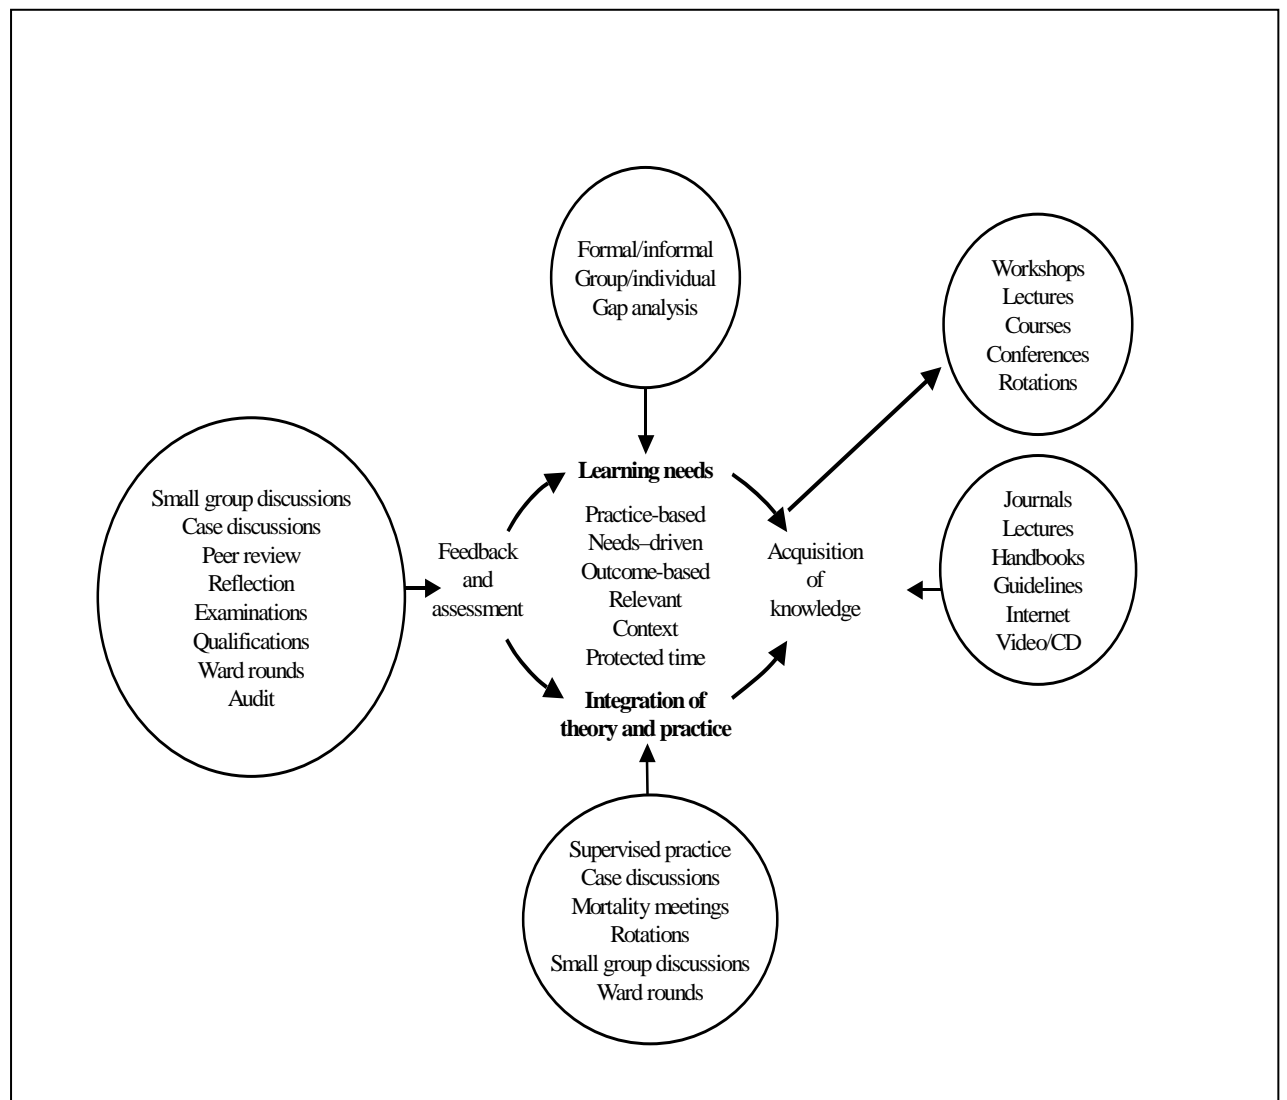 Formal/informal
Group/individual
Gap analysis
Workshops
Lectures
Courses
Conferences
Rotations
Small group discussions
Case discussions
Peer review
Reflection
Examinations
Qualifications
Ward rounds
Audit
Feedback
and
assessment
Learning needs
Practice-based
Needs–driven
Outcome-based
Relevant
Context
Protected time
Integration of
theory and practice
Acquisition
of
knowledge
Journals
Lectures
Handbooks
Guidelines
Internet
Video/CD
Supervised practice
Case discussions
Mortality meetings
Rotations
Small group discussions
Ward rounds